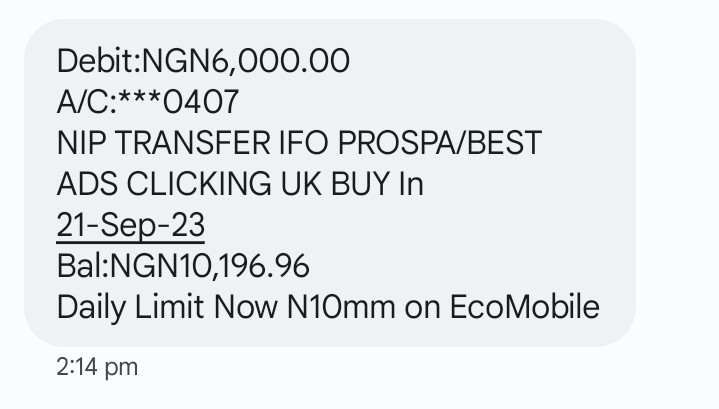 Debit:NGN6,000.00
A/C:***0407
NIP TRANSFER IFO PROSPA/BEST
ADS CLICKING UK BUY In
21-Sep-23
Bal:NGN10,196.96
Daily Limit Now N10mm on EcoMobile
2:14 pm